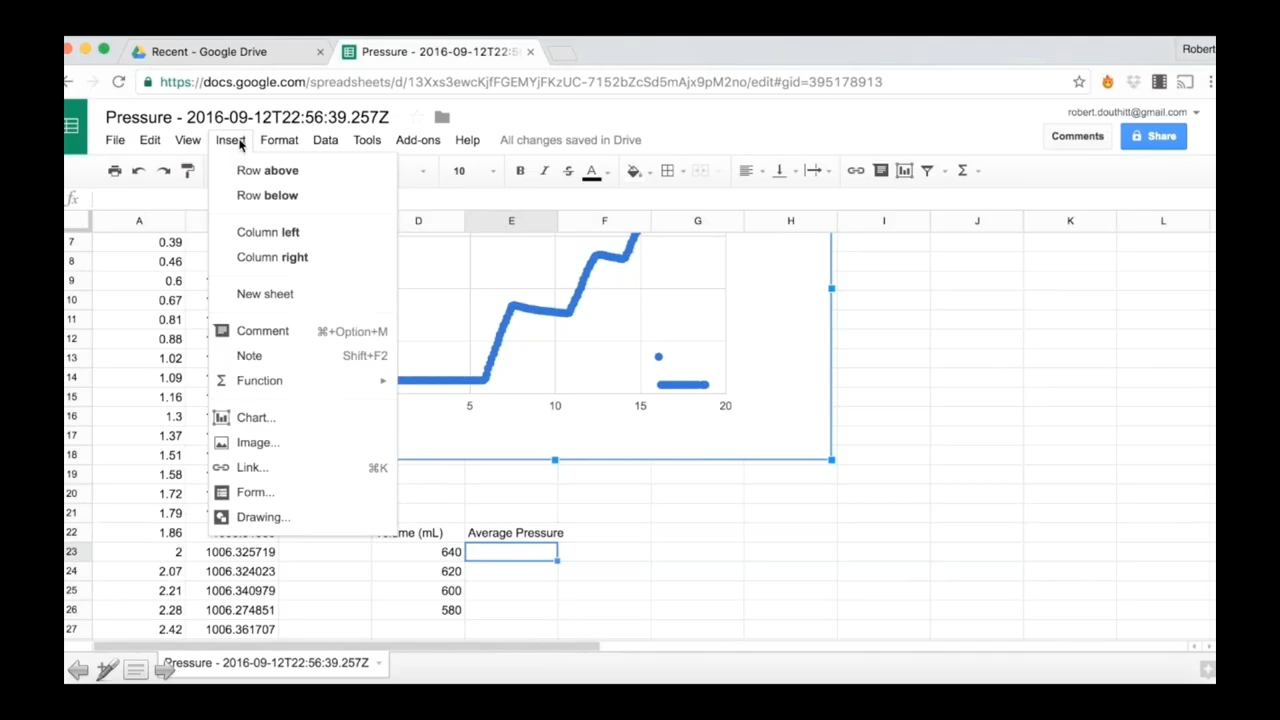 Recent - Google Drive
Pressure - 2016-09-12T22:5
Robert
https://docs.google.com/spreadsheets/d/13Xxs3ewcKjfFGEMYjFKzUC-7152bZcSd5mAjx9pM2no/edit#gid=395178913
Pressure - 2016-09-12T22:56:39.257Z
robert.douthitt@gmail.com
File Edit View Insert Format Data Tools Add-ons Help All changes saved in Drive
Comments Share
10 B I S A Σ
fx
A D E F G H I J K L
Row above
Row below
Column left
Column right
New sheet
Comment ⌘+Option+M
Note Shift+F2
Σ Function
Chart...
Image...
Link... ⌘K
Form...
Drawing...
7 0.39
8 0.46
9 0.6
10 0.67
11 0.81
12 0.88
13 1.02
14 1.09
15 1.16
16 1.3
17 1.37
18 1.51
19 1.58
20 1.72
21 1.79
22 1.86 (mL) Average Pressure
23 2 1006.325719 640
24 2.07 1006.324023 620
25 2.21 1006.340979 600
26 2.28 1006.274851 580
27 2.42 1006.361707
5 10 15 20
Pressure - 2016-09-12T22:56:39.257Z